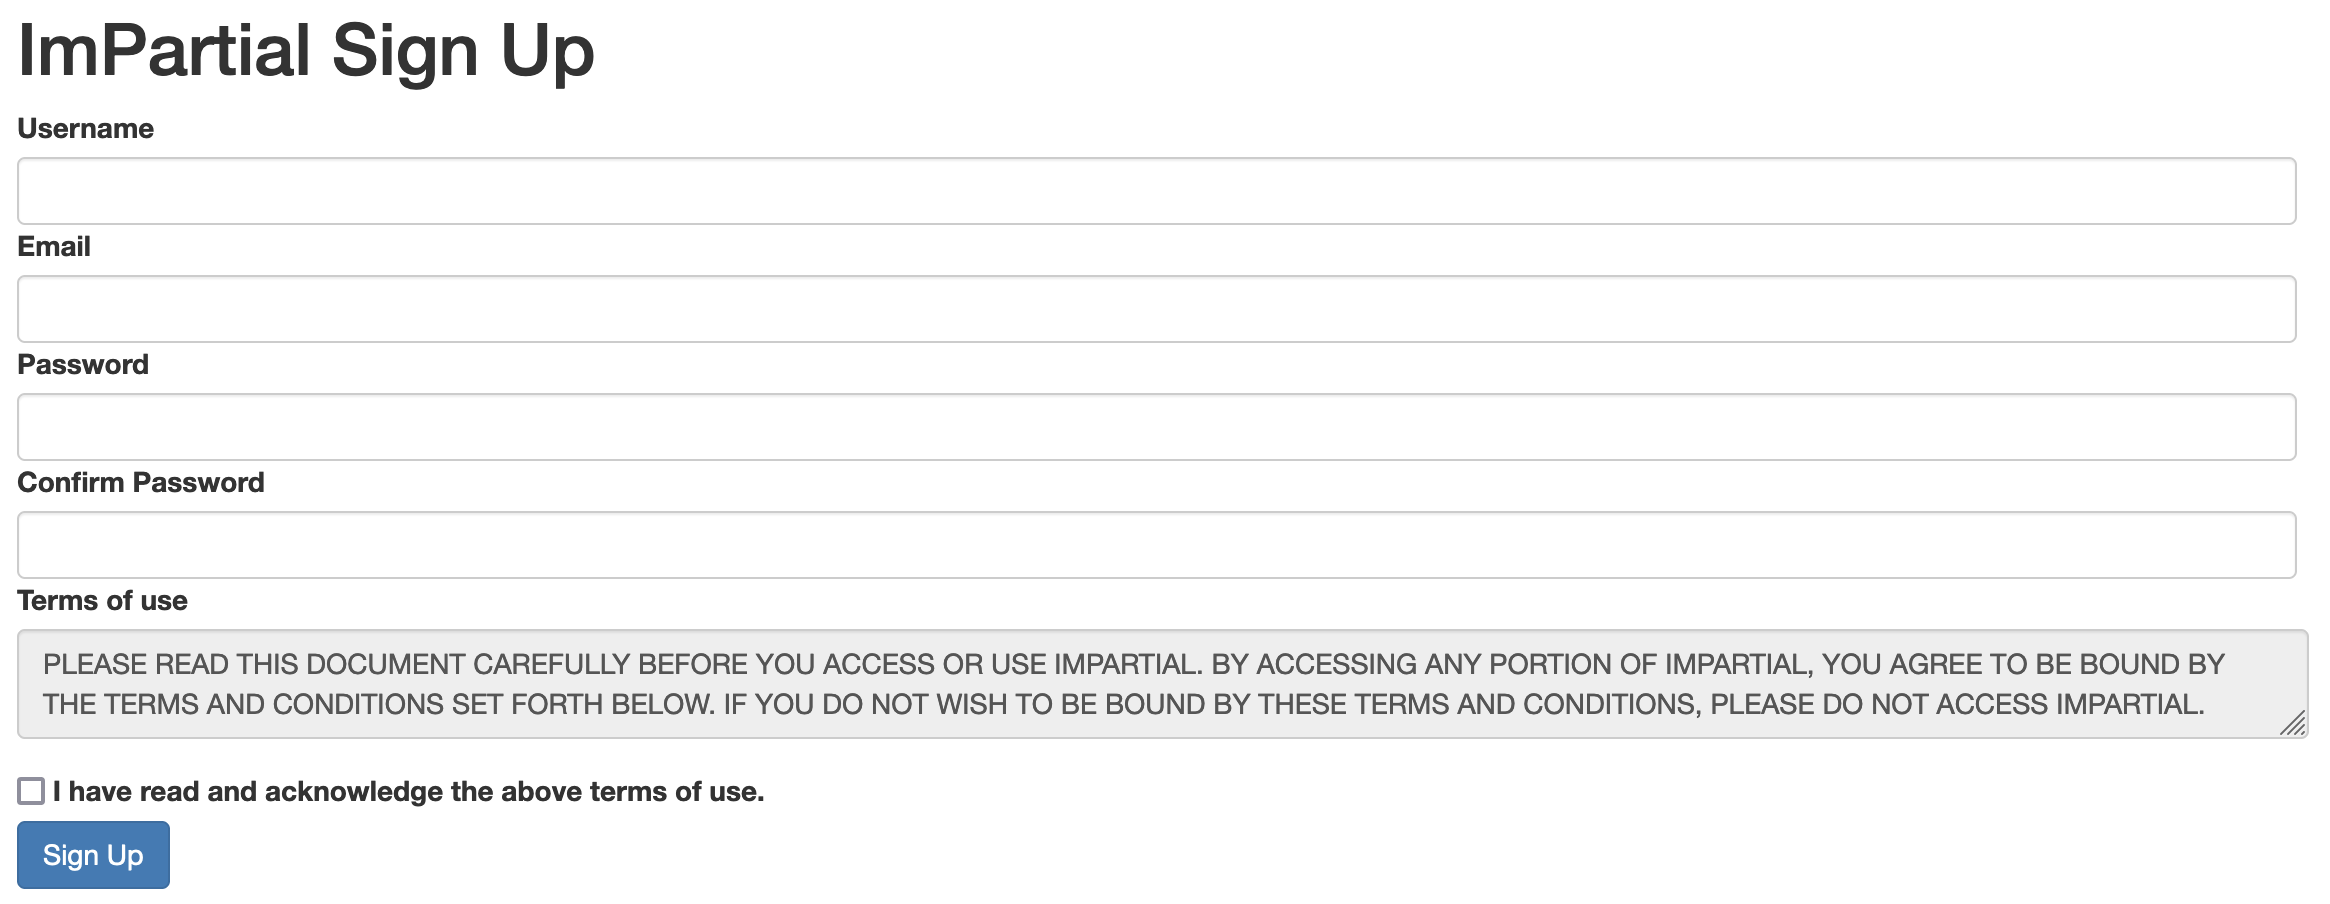 ImPartial Sign Up
Username
Email
Password
Confirm Password
Terms of use
PLEASE READ THIS DOCUMENT CAREFULLY BEFORE YOU ACCESS OR USE IMPARTIAL. BY ACCESSING ANY PORTION OF IMPARTIAL, YOU AGREE TO BE BOUND BY
THE TERMS AND CONDITIONS SET FORTH BELOW. IF YOU DO NOT WISH TO BE BOUND BY THESE TERMS AND CONDITIONS, PLEASE DO NOT ACCESS IMPARTIAL.
I have read and acknowledge the above terms of use.
Sign Up